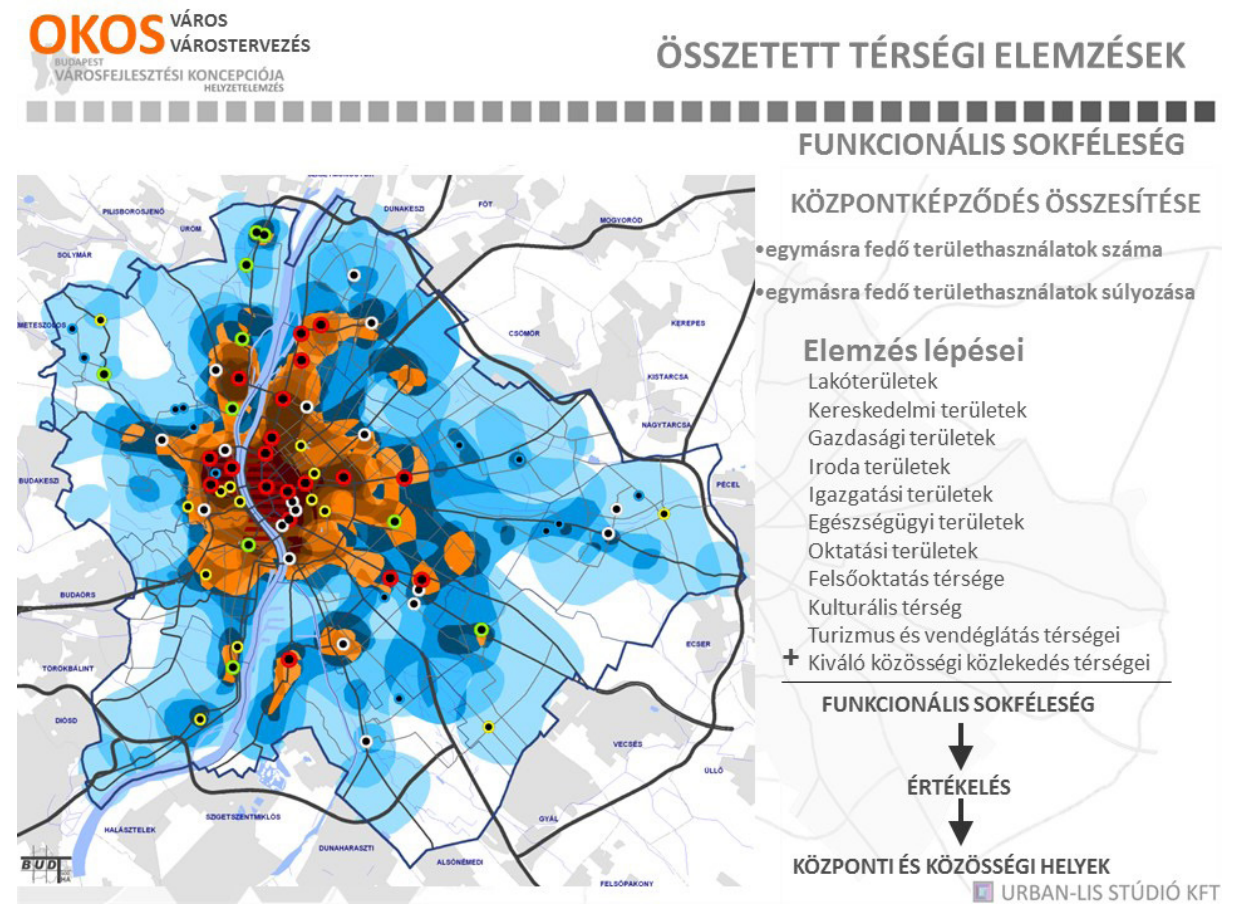 OKOS VÁROS
VÁROSTERVEZÉS
BUDAPEST
VÁROSFEJLESZTÉSI KONCEPCIÓJA
HELYZETELEMZÉS
ÖSSZETETT TÉRSÉGI ELEMZÉSEK
FUNKCIONÁLIS SOKFÉLESÉG
KÖZPONTKÉPZŐDÉS ÖSSZESÍTÉSE
•egymásra fedő területhasználatok száma
•egymásra fedő területhasználatok súlyozása
Elemzés lépései
Lakóterületek
Kereskedelmi területek
Gazdasági területek
Iroda területek
Igazgatási területek
Egészségügyi területek
Oktatási területek
Felsőoktatás térsége
Kulturális térség
Turizmus és vendéglátás térségei
+ Kiváló közösségi közlekedés térségei
FUNKCIONÁLIS SOKFÉLESÉG
ÉRTÉKELÉS
KÖZPONTI ÉS KÖZÖSSÉGI HELYEK
URBAN-LIS STÚDIÓ KFT
PILISBOROSJENŐ
ÜRÖM
SOLYMÁR
DUNAKESZI
FÓT
MOGYORÓD
CSÖMÖR
KEREPES
KISTARCSA
NAGYTARCSA
PÉCEL
BUDAKESZI
BUDAÖRS
TÖRÖKBÁLINT
DIÓSD
ECSER
VECSÉS
ÜLLŐ
GYÁL
HALÁSZTELEK
SZIGETSZENTMIKLÓS
DUNAHARASZTI
ALSÓNÉMEDI
FELSŐPAKONY
BUD